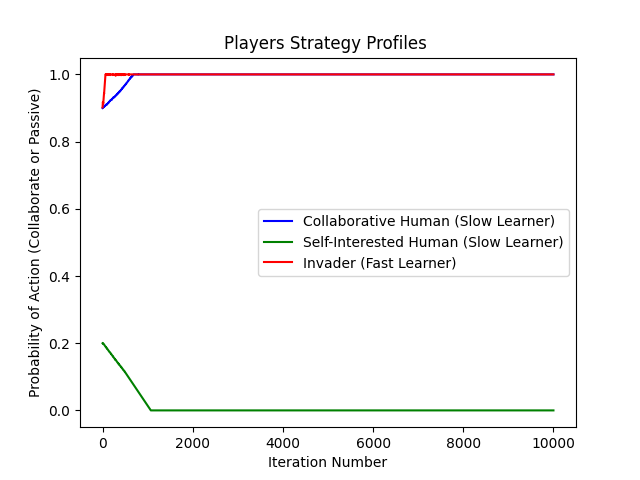 Players Strategy Profiles
Probability of Action (Collaborate or Passive)
1.0
0.8
0.6
0.4
0.2
0.0
Collaborative Human (Slow Learner)
Self-Interested Human (Slow Learner)
Invader (Fast Learner)
0
2000
4000
6000
8000
10000
Iteration Number